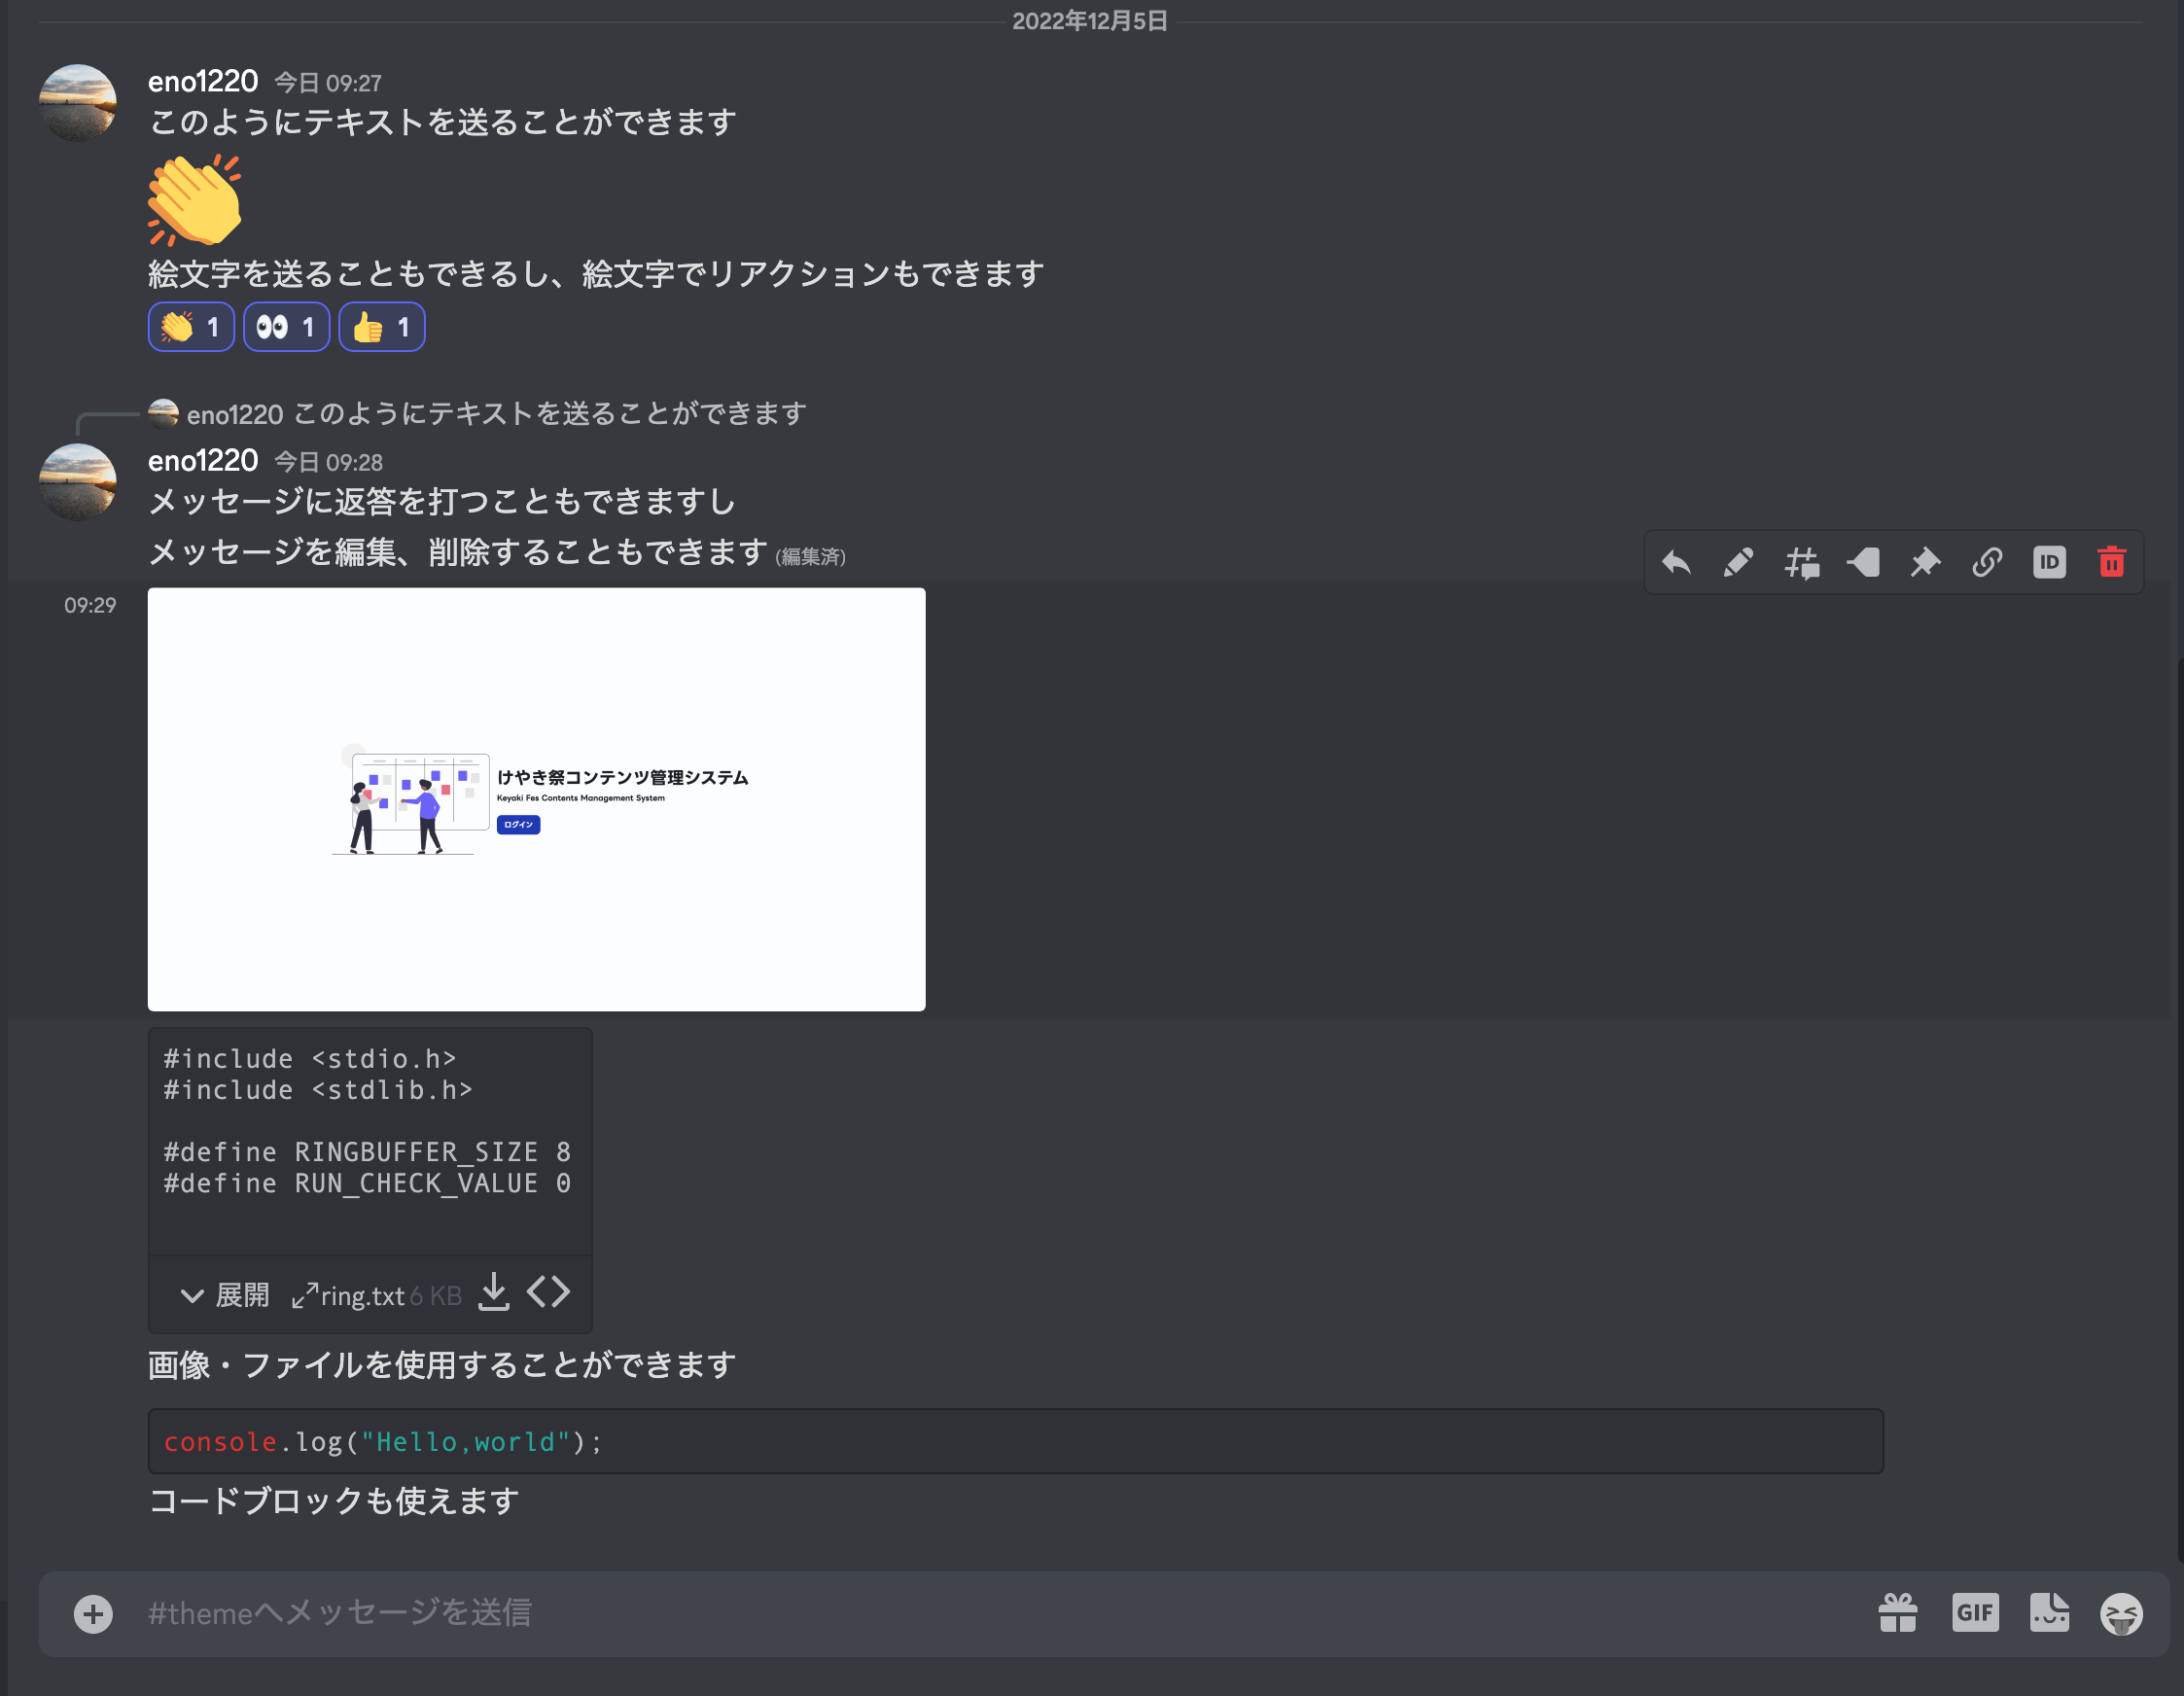 2022年12月5日
eno1220 今日 09:27
このようにテキストを送ることができます
絵文字を送ることもできるし、絵文字でリアクションもできます
1 1 1
eno1220 このようにテキストを送ることができます
eno1220 今日 09:28
メッセージに返答を打つこともできますし
メッセージを編集、削除することもできます (編集済)
ID
09:29
けやき祭コンテンツ管理システム
Keyaki Fes Contents Management System
ログイン
#include <stdio.h>
#include <stdlib.h>
#define RINGBUFFER_SIZE 8
#define RUN_CHECK_VALUE 0
展開 ring.txt 6 KB
画像・ファイルを使用することができます
console.log("Hello,world");
コードブロックも使えます
#themeへメッセージを送信
GIF